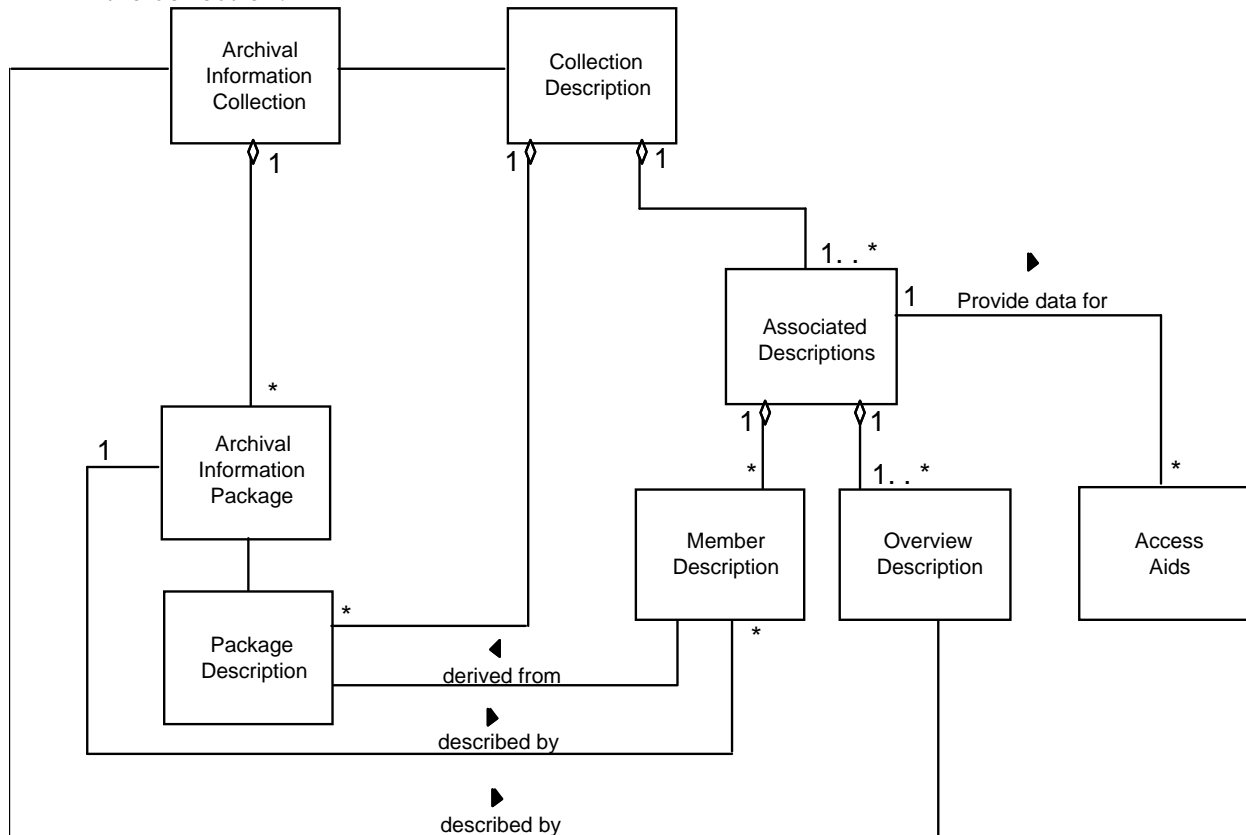 Archival
Information
Collection
Collection
Description
1
1
1
1. . *
1
Provide data for
Associated
Descriptions
*
1
Archival
Information
Package
1
1
*
1. . *
*
Member
Description
Overview
Description
Access
Aids
*
*
Package
Description
derived from
described by
described by